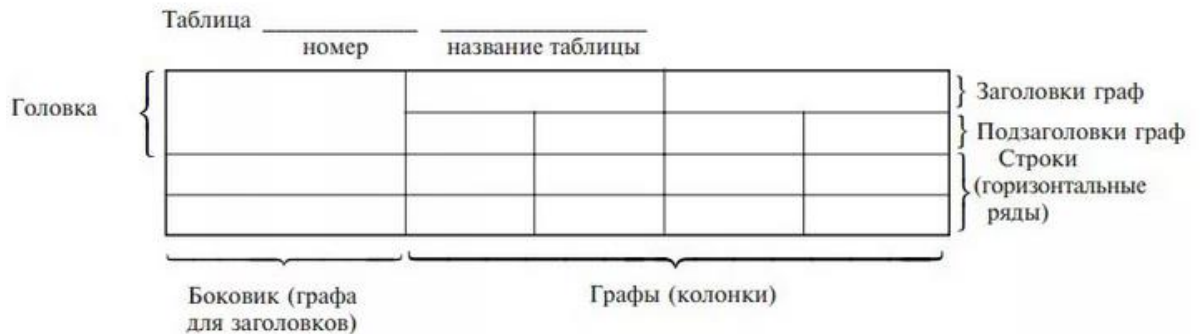 Таблица
номер название таблицы
Головка
Заголовки граф
Подзаголовки граф
Строки
(горизонтальные
ряды)
Боковик (графа
для заголовков)
Графы (колонки)